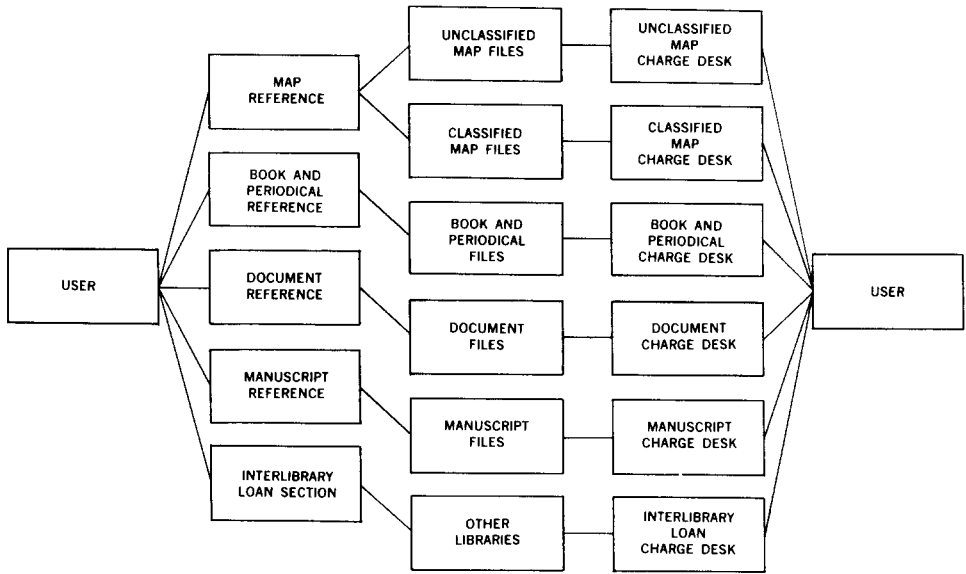 USER
MAP
REFERENCE
BOOK AND
PERIODICAL
REFERENCE
DOCUMENT
REFERENCE
MANUSCRIPT
REFERENCE
INTERLIBRARY
LOAN SECTION
UNCLASSIFIED
MAP FILES
CLASSIFIED
MAP FILES
BOOK AND
PERIODICAL
FILES
DOCUMENT
FILES
MANUSCRIPT
FILES
OTHER
LIBRARIES
UNCLASSIFIED
MAP
CHARGE DESK
CLASSIFIED
MAP
CHARGE DESK
BOOK AND
PERIODICAL
CHARGE DESK
DOCUMENT
CHARGE DESK
MANUSCRIPT
CHARGE DESK
INTERLIBRARY
LOAN
CHARGE DESK
USER